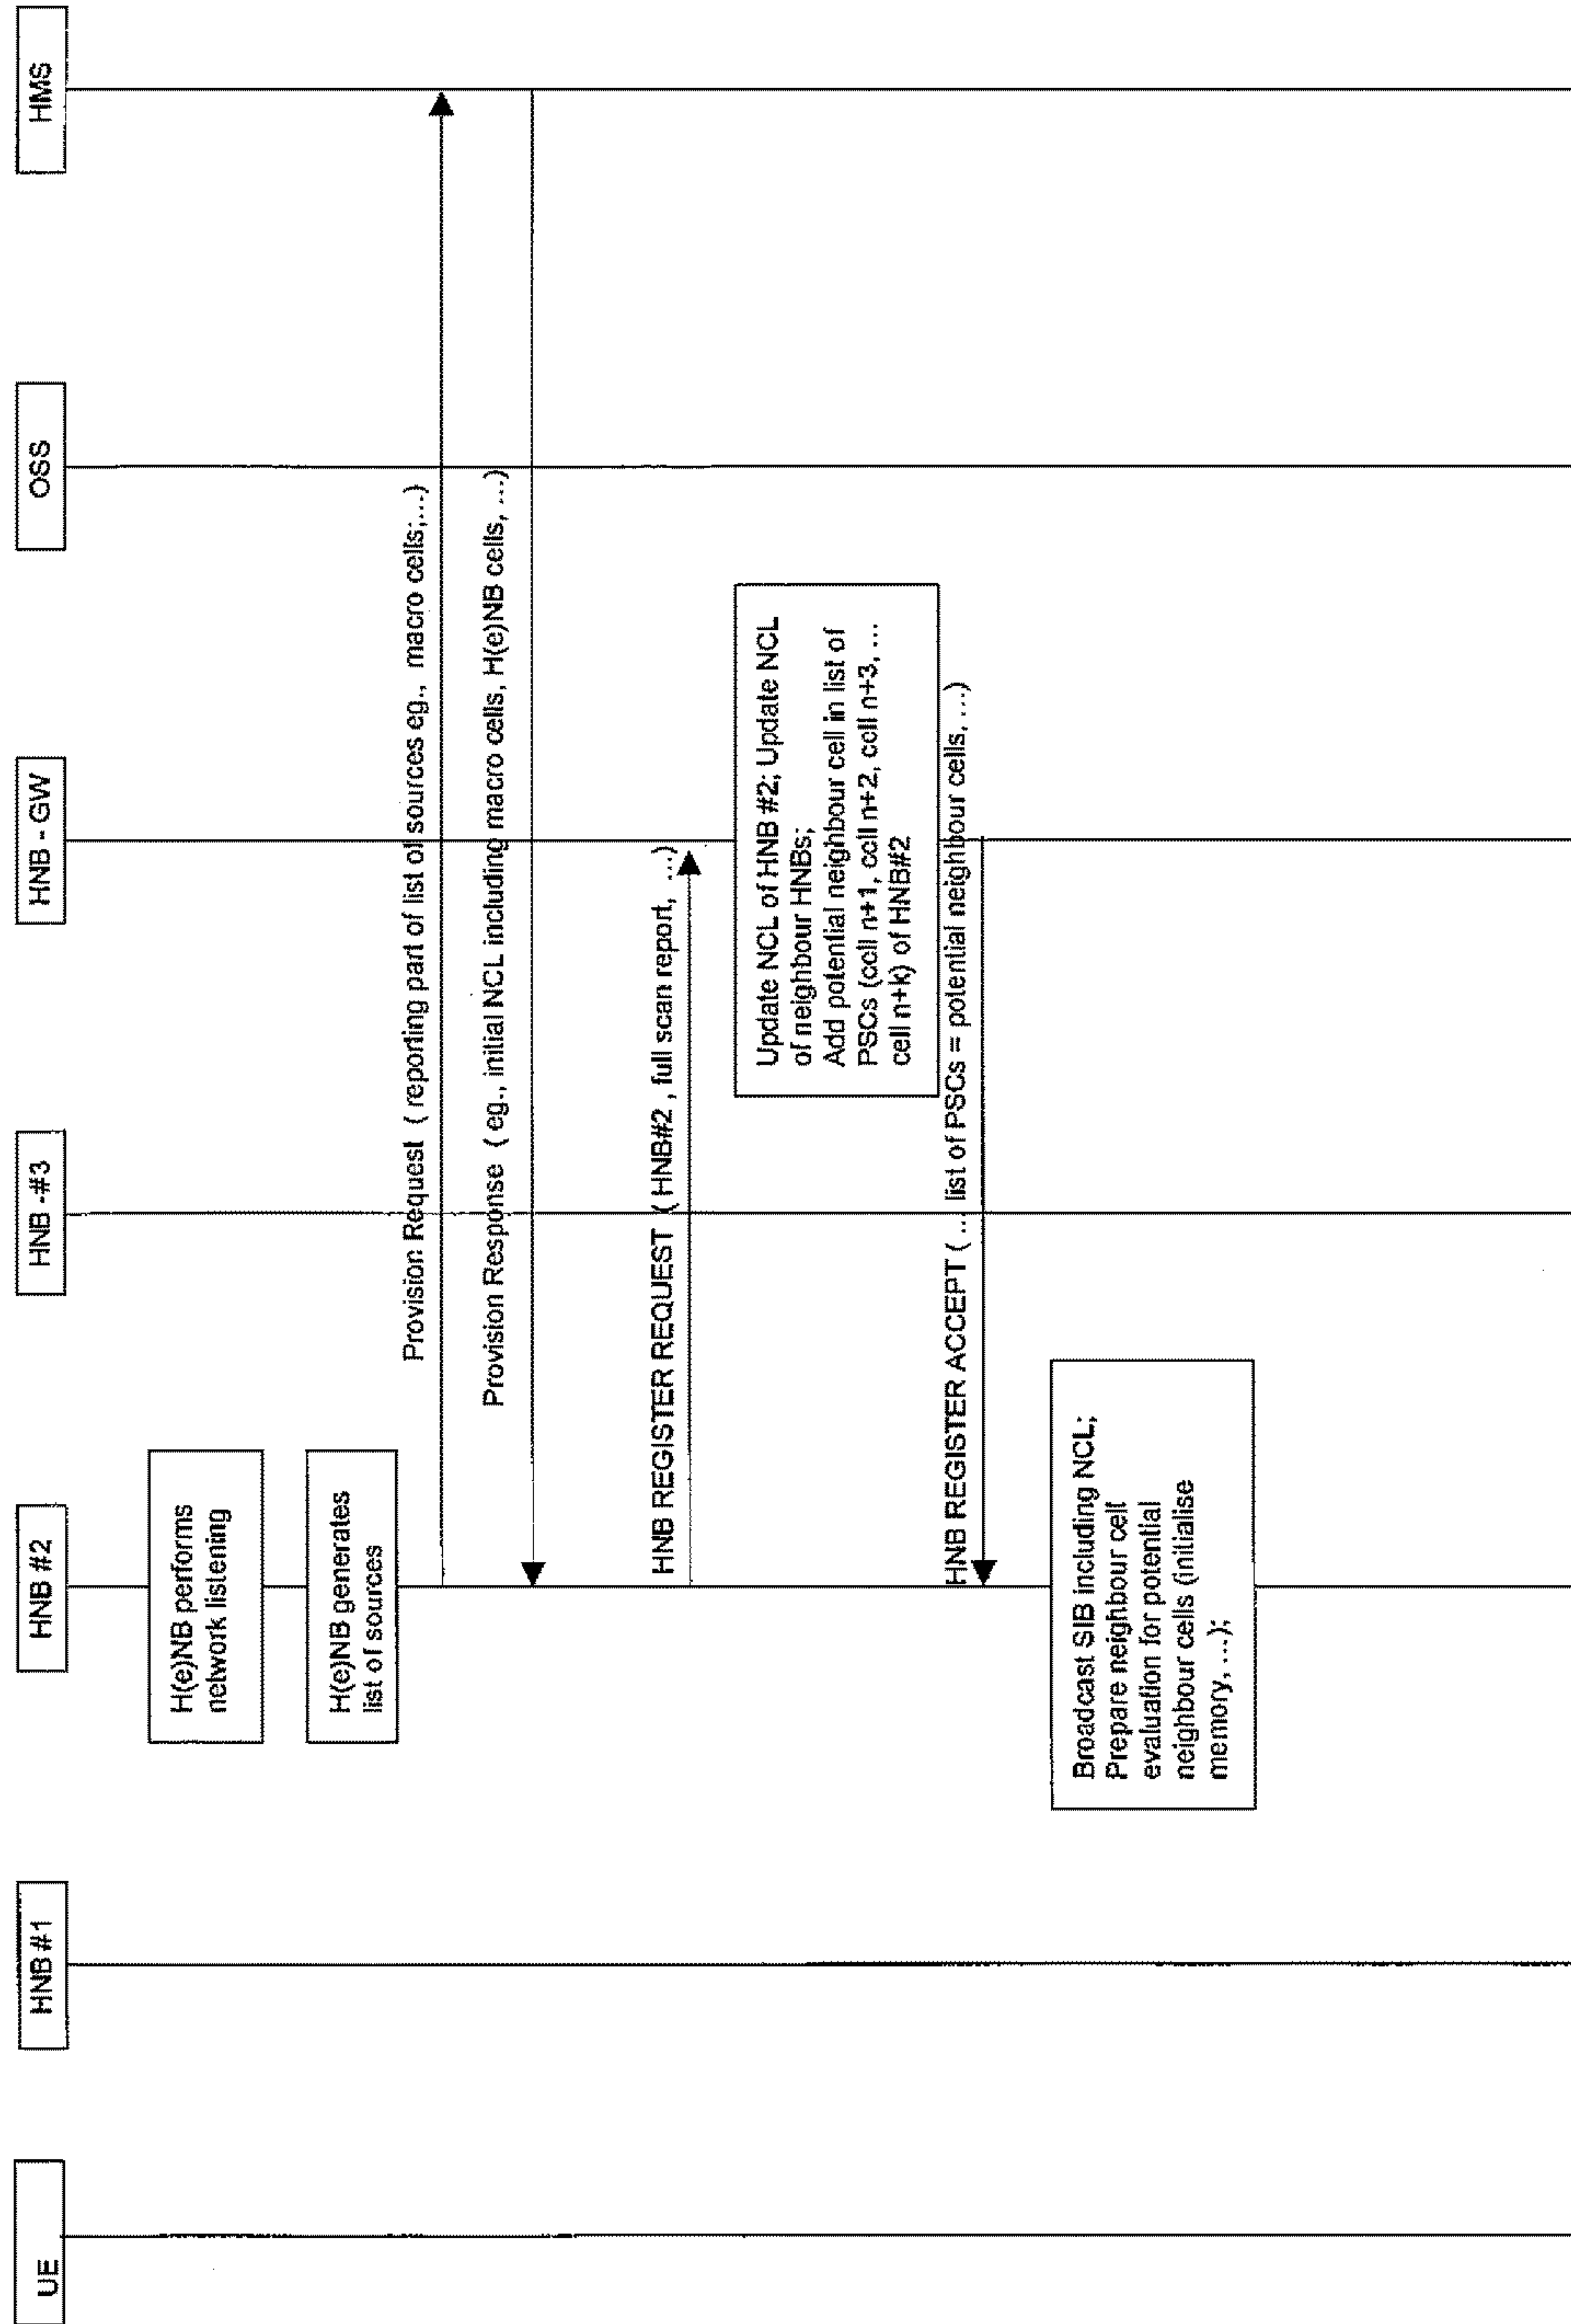 UE
HNB #1
HNB #2
HNB -#3
HNB - GW
OSS
HMS
H(e)NB performs
network listening
H(e)NB generates
list of sources
Provision Request ( reporting part of list of sources eg., macro cells;...)
Provision Response ( eg., initial NCL including macro cells, H(e)NB cells, ...)
HNB REGISTER REQUEST ( HNB#2 , full scan report, ...)
Update NCL of HNB #2; Update NCL
of neighbour HNBs;
Add potential neighbour cell in list of
PSCs (cell n+1, cell n+2, cell n+3, ...
cell n+k) of HNB#2
HNB REGISTER ACCEPT ( ... list of PSCs = potential neighbour cells, ...)
Broadcast SIB including NCL;
Prepare neighbour cell
evaluation for potential
neighbour cells (initialise
memory, ...);